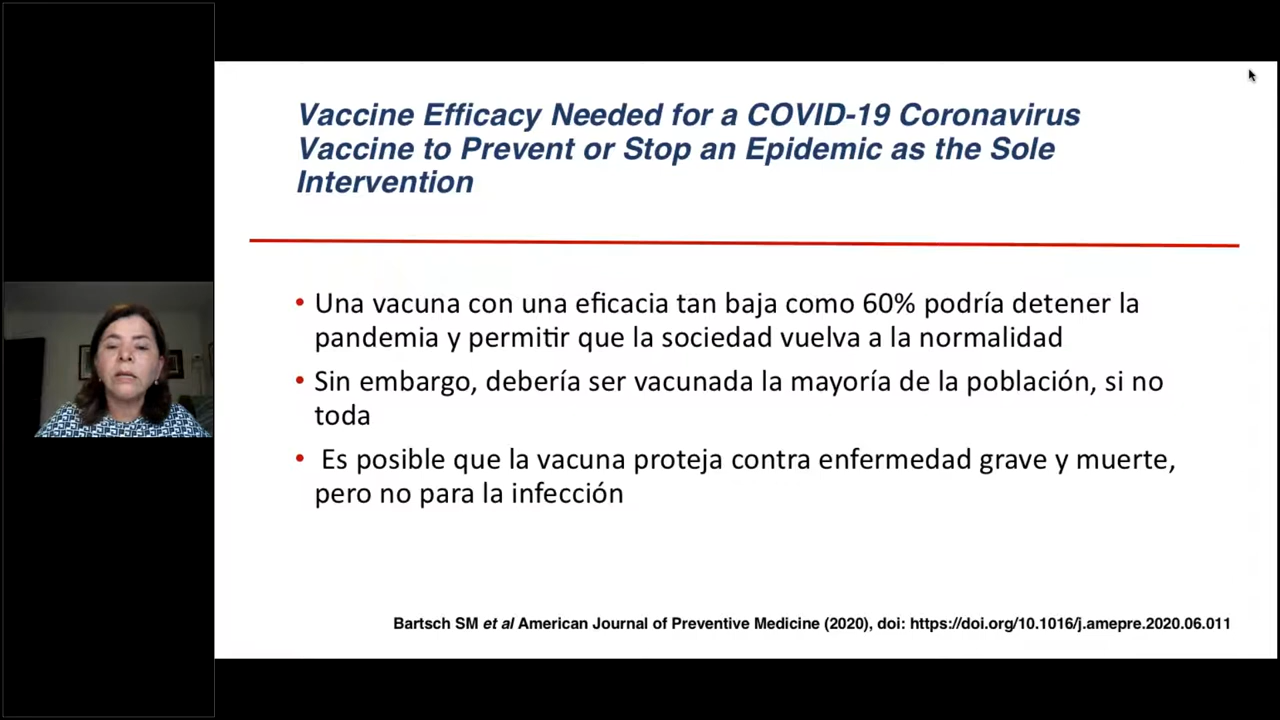 Vaccine Efficacy Needed for a COVID-19 Coronavirus
Vaccine to Prevent or Stop an Epidemic as the Sole
Intervention
• Una vacuna con una eficacia tan baja como 60% podría detener la
pandemia y permitir que la sociedad vuelva a la normalidad
• Sin embargo, debería ser vacunada la mayoría de la población, si no
toda
• Es posible que la vacuna proteja contra enfermedad grave y muerte,
pero no para la infección
Bartsch SM et al American Journal of Preventive Medicine (2020), doi: https://doi.org/10.1016/j.amepre.2020.06.011